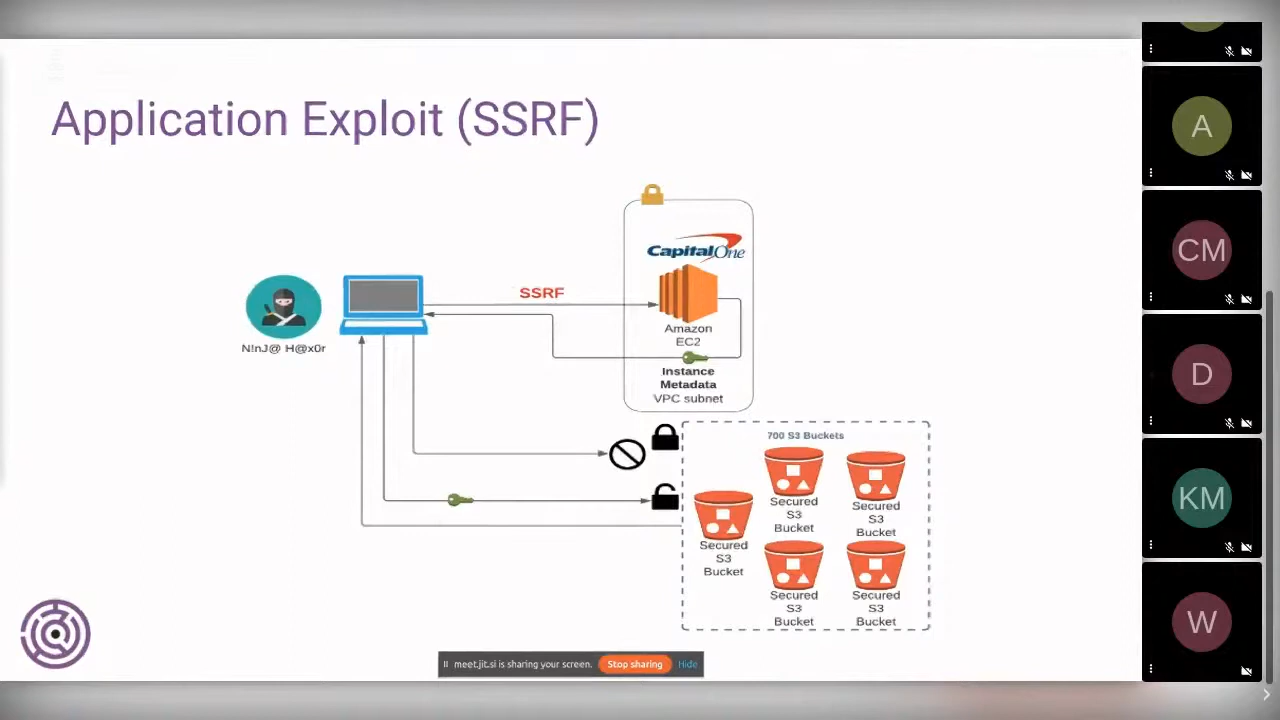 Application Exploit (SSRF)
CapitalOne
SSRF
Amazon
EC2
N!nJ@ H@x0r
Instance
Metadata
VPC subnet
700 S3 Buckets
Secured
S3
Bucket
Secured
S3
Bucket
Secured
S3
Bucket
Secured
S3
Bucket
Secured
S3
Bucket
meet.jit.si is sharing your screen.
Stop sharing
Hide
A
CM
D
KM
W